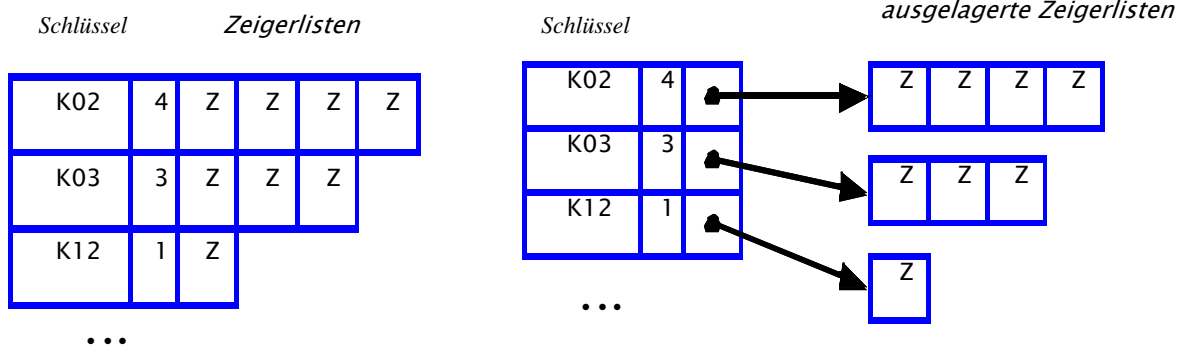 Schlüssel Zeigerlisten
K02 4 Z Z Z Z
K03 3 Z Z Z
K12 1 Z
...
Schlüssel ausgelagerte Zeigerlisten
K02 4 Z Z Z Z
K03 3 Z Z Z
K12 1 Z
...